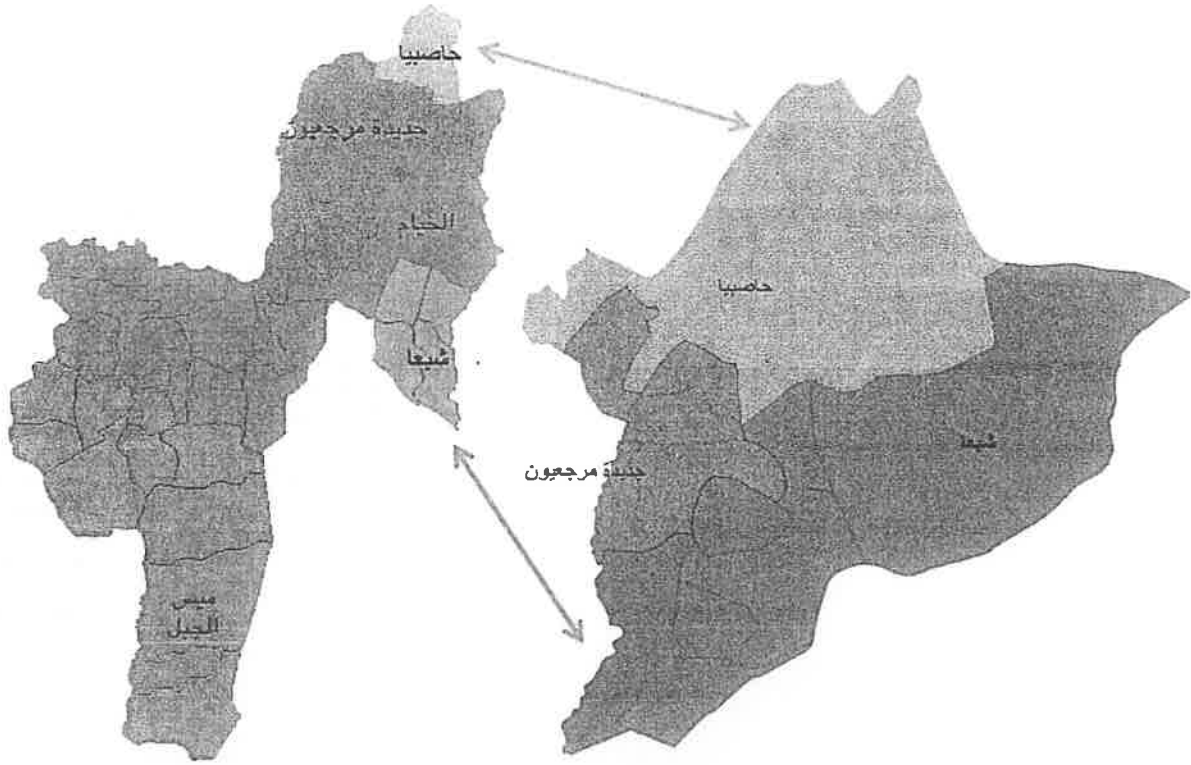 حاصبيا
جديدة مرجعيون
الخيام
شبعا
ميس
الجبل
حاصبيا
شبعا
جديدة مرجعيون